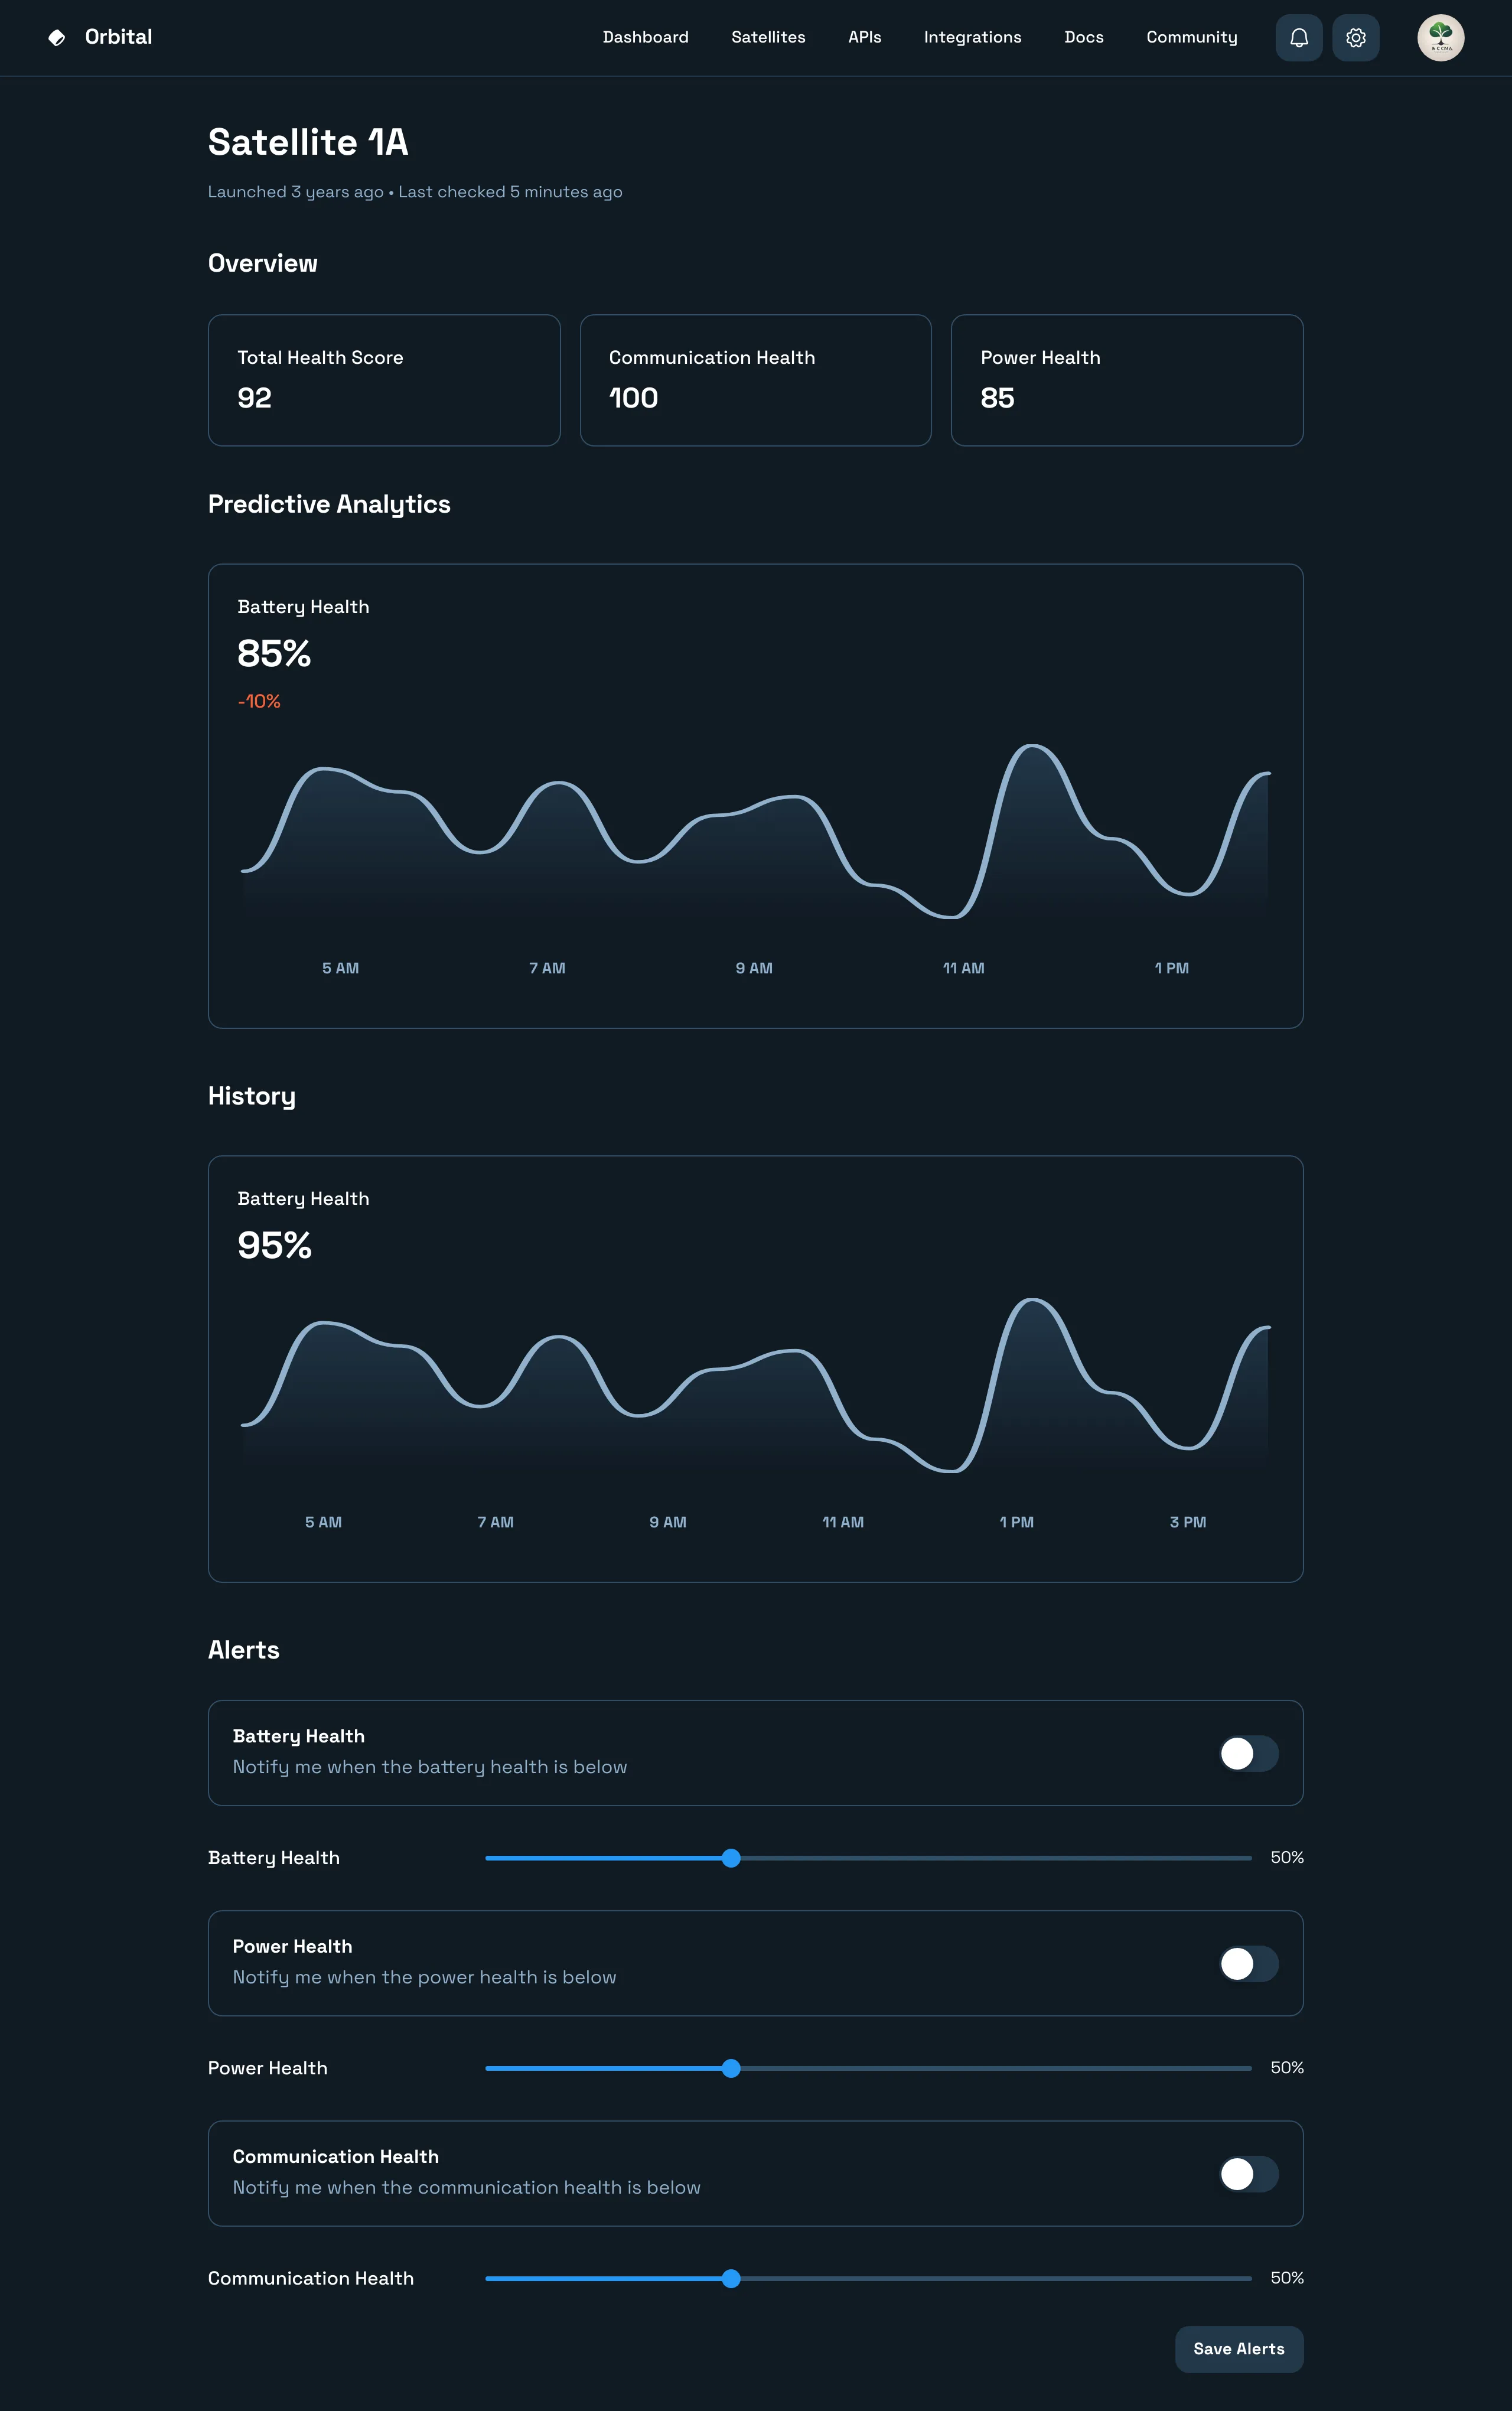 Orbital
Dashboard
Satellites
APIs
Integrations
Docs
Community
Satellite 1A
Launched 3 years ago • Last checked 5 minutes ago
Overview
Total Health Score
92
Communication Health
100
Power Health
85
Predictive Analytics
Battery Health
85%
-10%
5 AM
7 AM
9 AM
11 AM
1 PM
History
Battery Health
95%
5 AM
7 AM
9 AM
11 AM
1 PM
3 PM
Alerts
Battery Health
Notify me when the battery health is below
Battery Health
50%
Power Health
Notify me when the power health is below
Power Health
50%
Communication Health
Notify me when the communication health is below
Communication Health
50%
Save Alerts